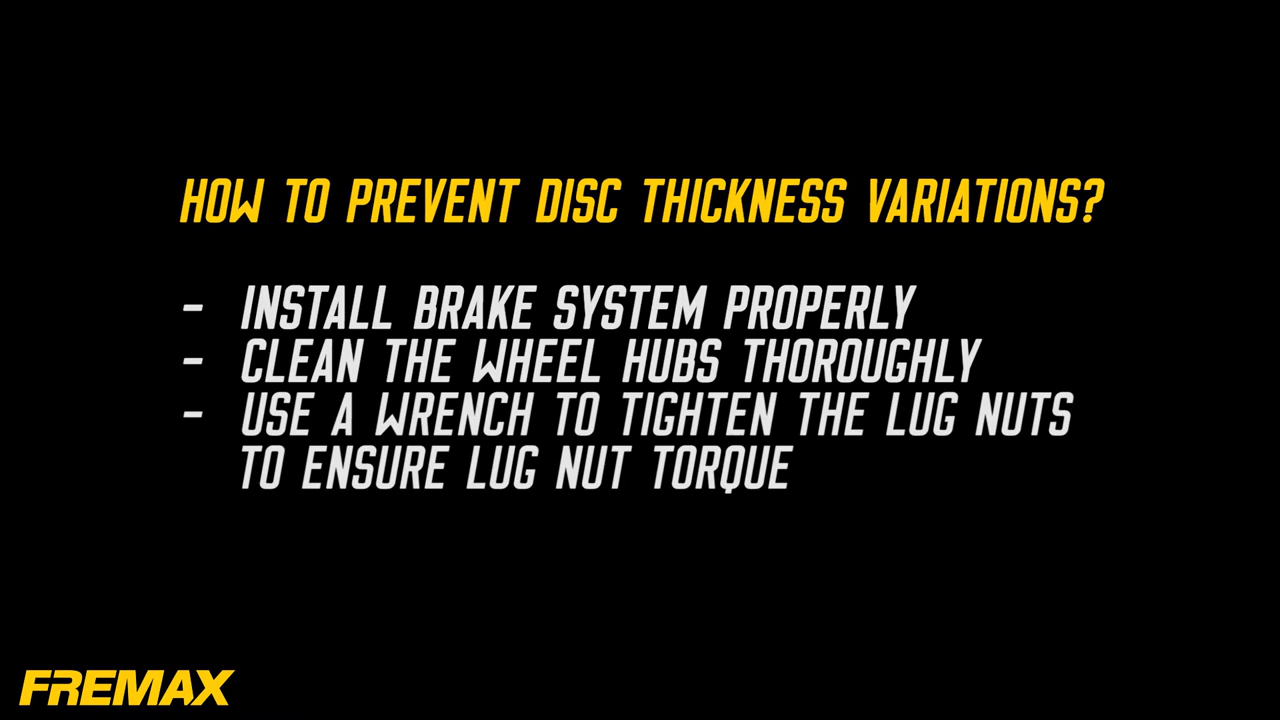 HOW TO PREVENT DISC THICKNESS VARIATIONS?
- INSTALL BRAKE SYSTEM PROPERLY
- CLEAN THE WHEEL HUBS THOROUGHLY
- USE A WRENCH TO TIGHTEN THE LUG NUTS
TO ENSURE LUG NUT TORQUE
FREMAX